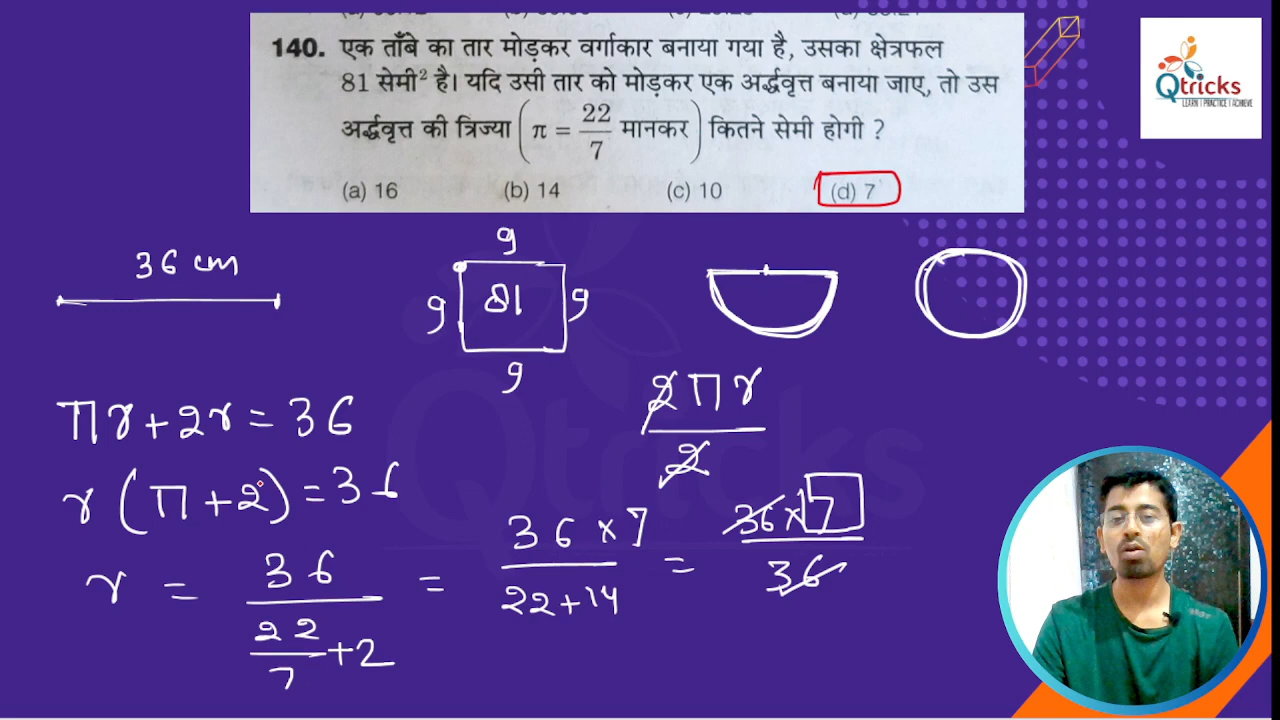 140. एक ताँबे का तार मोड़कर वर्गाकार बनाया गया है, उसका क्षेत्रफल
81 सेमी² है। यदि उसी तार को मोड़कर एक अर्द्धवृत्त बनाया जाए, तो उस
अर्द्धवृत्त की त्रिज्या (π = 22/7 मानकर) कितने सेमी होगी ?
(a) 16 (b) 14 (c) 10 (d) 7
Qtricks
LEARN | PRACTICE | ACHIEVE
36 cm
9
9 81 9
9
πr + 2r = 36
2πr/2
r(π + 2) = 36
r = 36/(22/7 + 2) = 36 × 7/(22 + 14) = 36 × 7/36
Qtricks